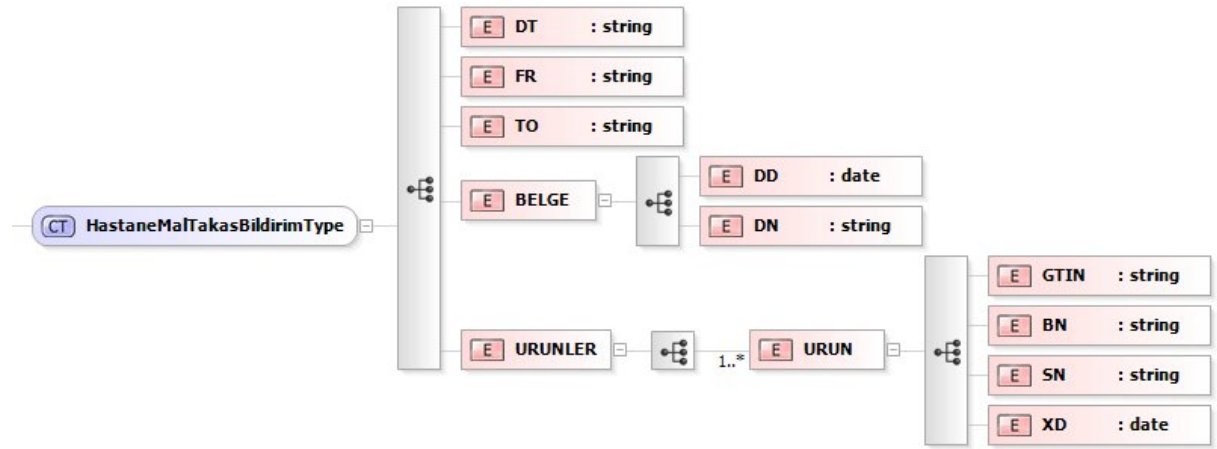 E DT : string
E FR : string
E TO : string
E BELGE
E DD : date
E DN : string
CT HastaneMalTakasBildirimType
E URUNLER
1..*
E URUN
E GTIN : string
E BN : string
E SN : string
E XD : date